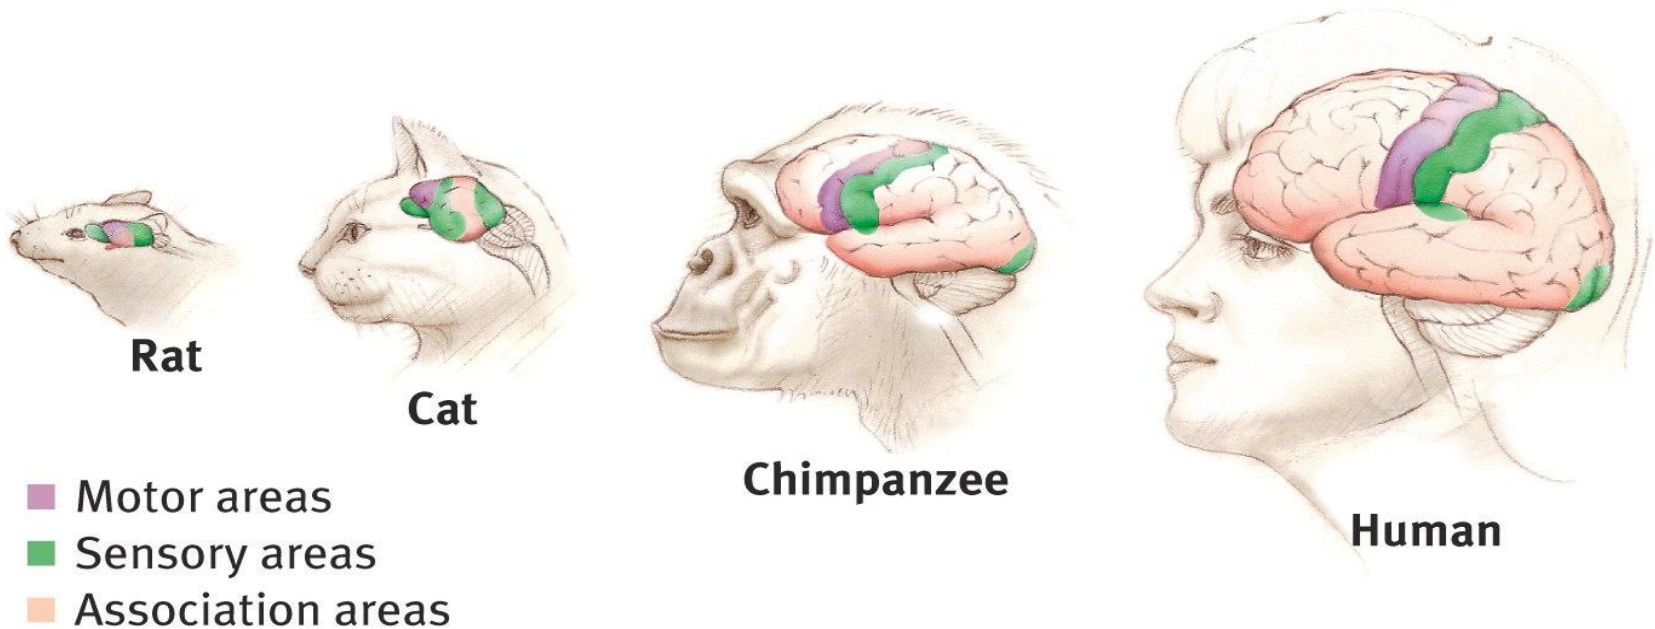 Rat
Cat
Chimpanzee
Human
Motor areas
Sensory areas
Association areas